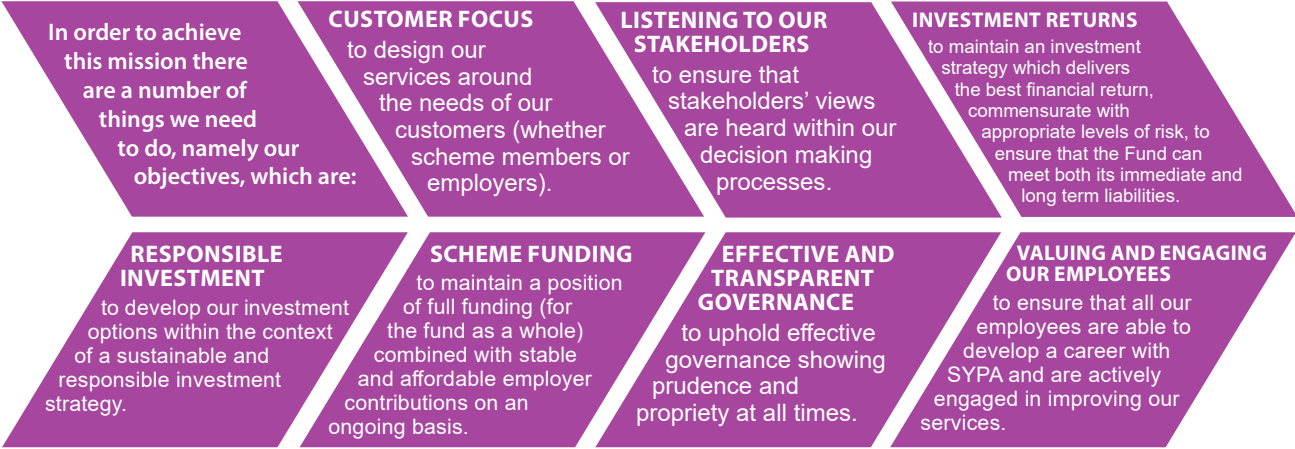 In order to achieve
this mission there
are a number of
things we need
to do, namely our
objectives, which are:
CUSTOMER FOCUS
to design our
services around
the needs of our
customers (whether
scheme members or
employers).
LISTENING TO OUR
STAKEHOLDERS
to ensure that
stakeholders’ views
are heard within our
decision making
processes.
INVESTMENT RETURNS
to maintain an investment
strategy which delivers
the best financial return,
commensurate with
appropriate levels of risk, to
ensure that the Fund can
meet both its immediate and
long term liabilities.
RESPONSIBLE
INVESTMENT
to develop our investment
options within the context
of a sustainable and
responsible investment
strategy.
SCHEME FUNDING
to maintain a position
of full funding (for
the fund as a whole)
combined with stable
and affordable employer
contributions on an
ongoing basis.
EFFECTIVE AND
TRANSPARENT
GOVERNANCE
to uphold effective
governance showing
prudence and
propriety at all times.
VALUING AND ENGAGING
OUR EMPLOYEES
to ensure that all our
employees are able to
develop a career with
SYPA and are actively
engaged in improving our
services.